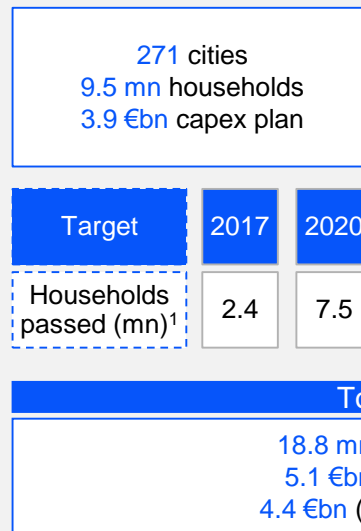 271 cities
9.5 mn households
3.9 €bn capex plan
Target 2017 2020
Households
passed (mn)¹ 2.4 7.5
18.8
5.1
4.4 €bn (